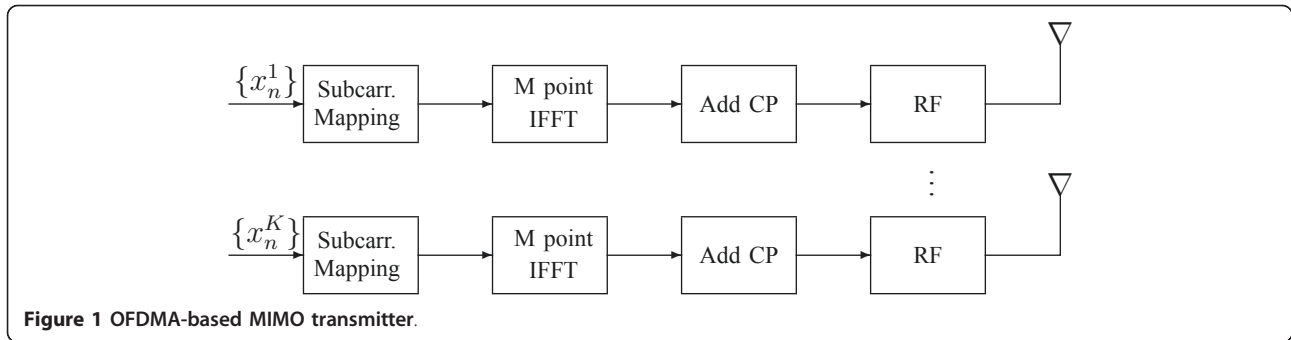 {x_n^1} Subcarr. Mapping M point IFFT Add CP RF
⋮
{x_n^K} Subcarr. Mapping M point IFFT Add CP RF
Figure 1 OFDMA-based MIMO transmitter.